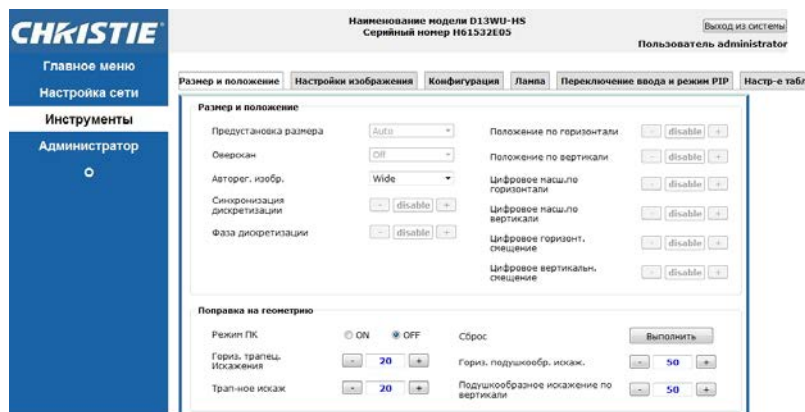 CHRISTIE®
Наименование модели D13WU-HS
Серийный номер H61532E05
Выход из системы
Пользователь administrator
Главное меню
Настройка сети
Инструменты
Администратор
О
Размер и положение
Настройки изображения
Конфигурация
Лампа
Переключение ввода и режим PIP
Настр-е табл
Размер и положение
Предустановка размера
Auto
Положение по горизонтали
- disable +
Оверскан
Off
Положение по вертикали
- disable +
Авторег. изобр.
Wide
Цифровое масш.по горизонтали
- disable +
Синхронизация дискретизации
- disable +
Цифровое масш.по вертикали
- disable +
Фаза дискретизации
- disable +
Цифровое горизонт. смещение
- disable +
Цифровое вертикальн. смещение
- disable +
Поправка на геометрию
Режим ПК
ON OFF
Сброс
Выполнить
Гориз. трапец. Искажения
- 20 +
Гориз. подушкообр. искаж.
- 50 +
Трап-ное искаж
- 20 +
Подушкообразное искажение по вертикали
- 50 +